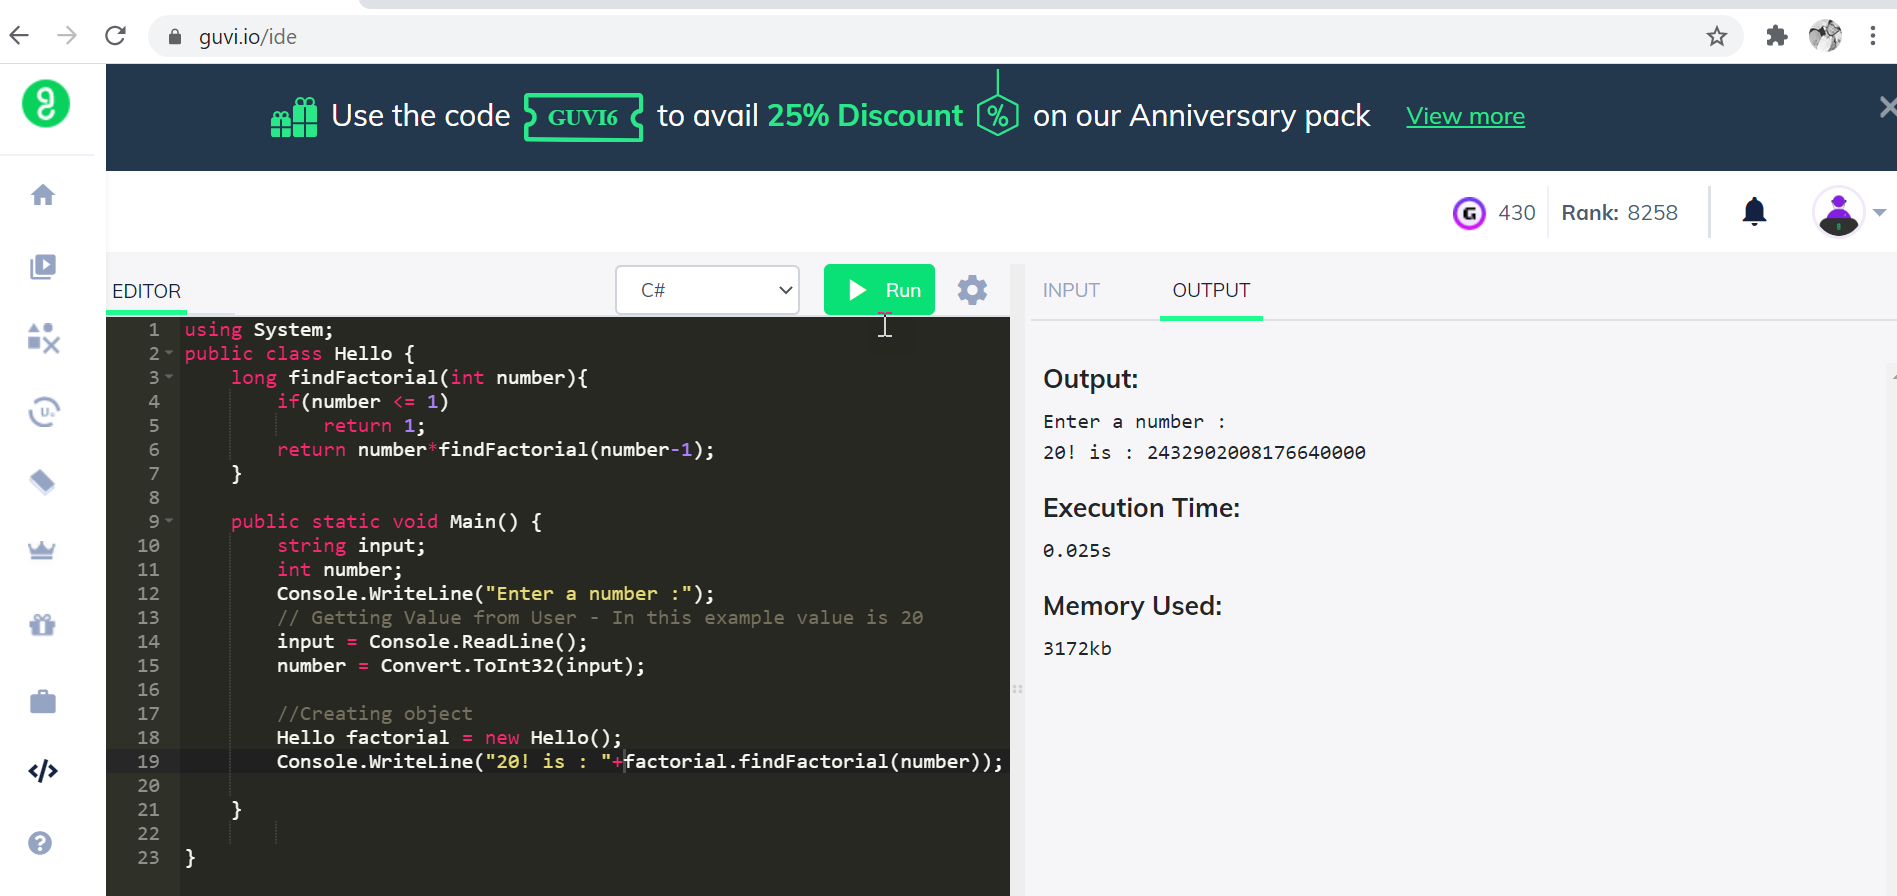 guvi.io/ide
Use the code GUVI6 to avail 25% Discount % on our Anniversary pack View more
G 430 Rank: 8258
EDITOR C# Run INPUT OUTPUT
1 using System;
2 public class Hello {
3     long findFactorial(int number){
4         if(number <= 1)
5             return 1;
6         return number*findFactorial(number-1);
7     }
8
9     public static void Main() {
10         string input;
11         int number;
12         Console.WriteLine("Enter a number :");
13         // Getting Value from User - In this example value is 20
14         input = Console.ReadLine();
15         number = Convert.ToInt32(input);
16
17         //Creating object
18         Hello factorial = new Hello();
19         Console.WriteLine("20! is : "+factorial.findFactorial(number));
20
21     }
22
23 }
Output:
Enter a number :
20! is : 2432902008176640000
Execution Time:
0.025s
Memory Used:
3172kb